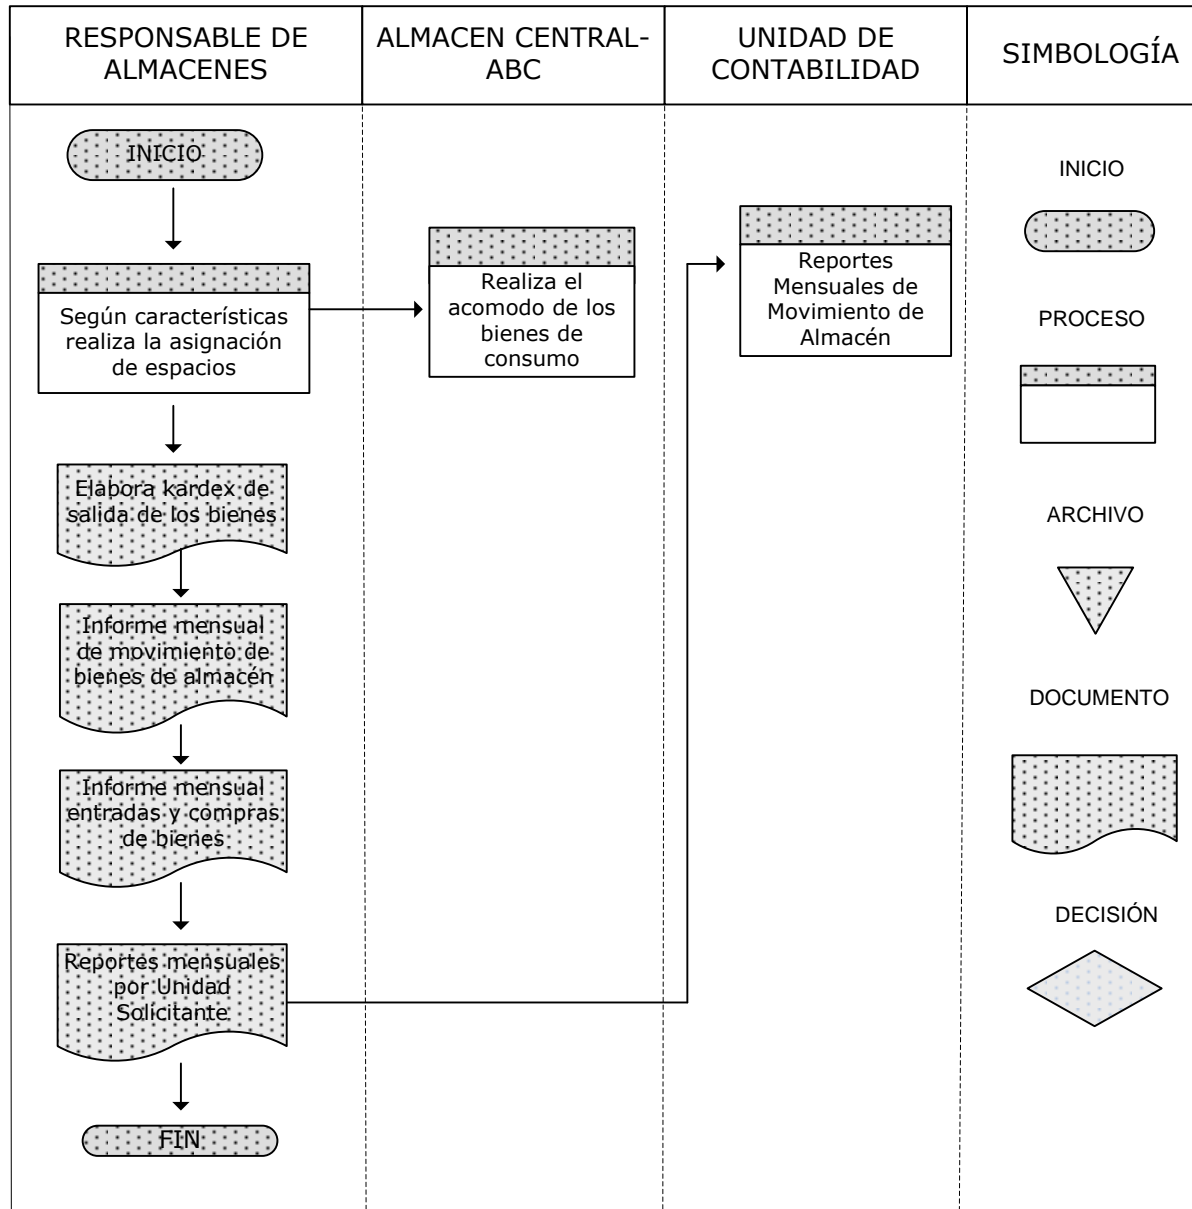 RESPONSABLE DE
ALMACENES
ALMACEN CENTRAL-
ABC
UNIDAD DE
CONTABILIDAD
SIMBOLOGÍA
INICIO
Según características
realiza la asignación
de espacios
Elabora kardex de
salida de los bienes
Informe mensual
de movimiento de
bienes de almacén
Informe mensual
entradas y compras
de bienes
Reportes mensuales
por Unidad
Solicitante
FIN
Realiza el
acomodo de los
bienes de
consumo
Reportes
Mensuales de
Movimiento de
Almacén
INICIO
PROCESO
ARCHIVO
DOCUMENTO
DECISIÓN